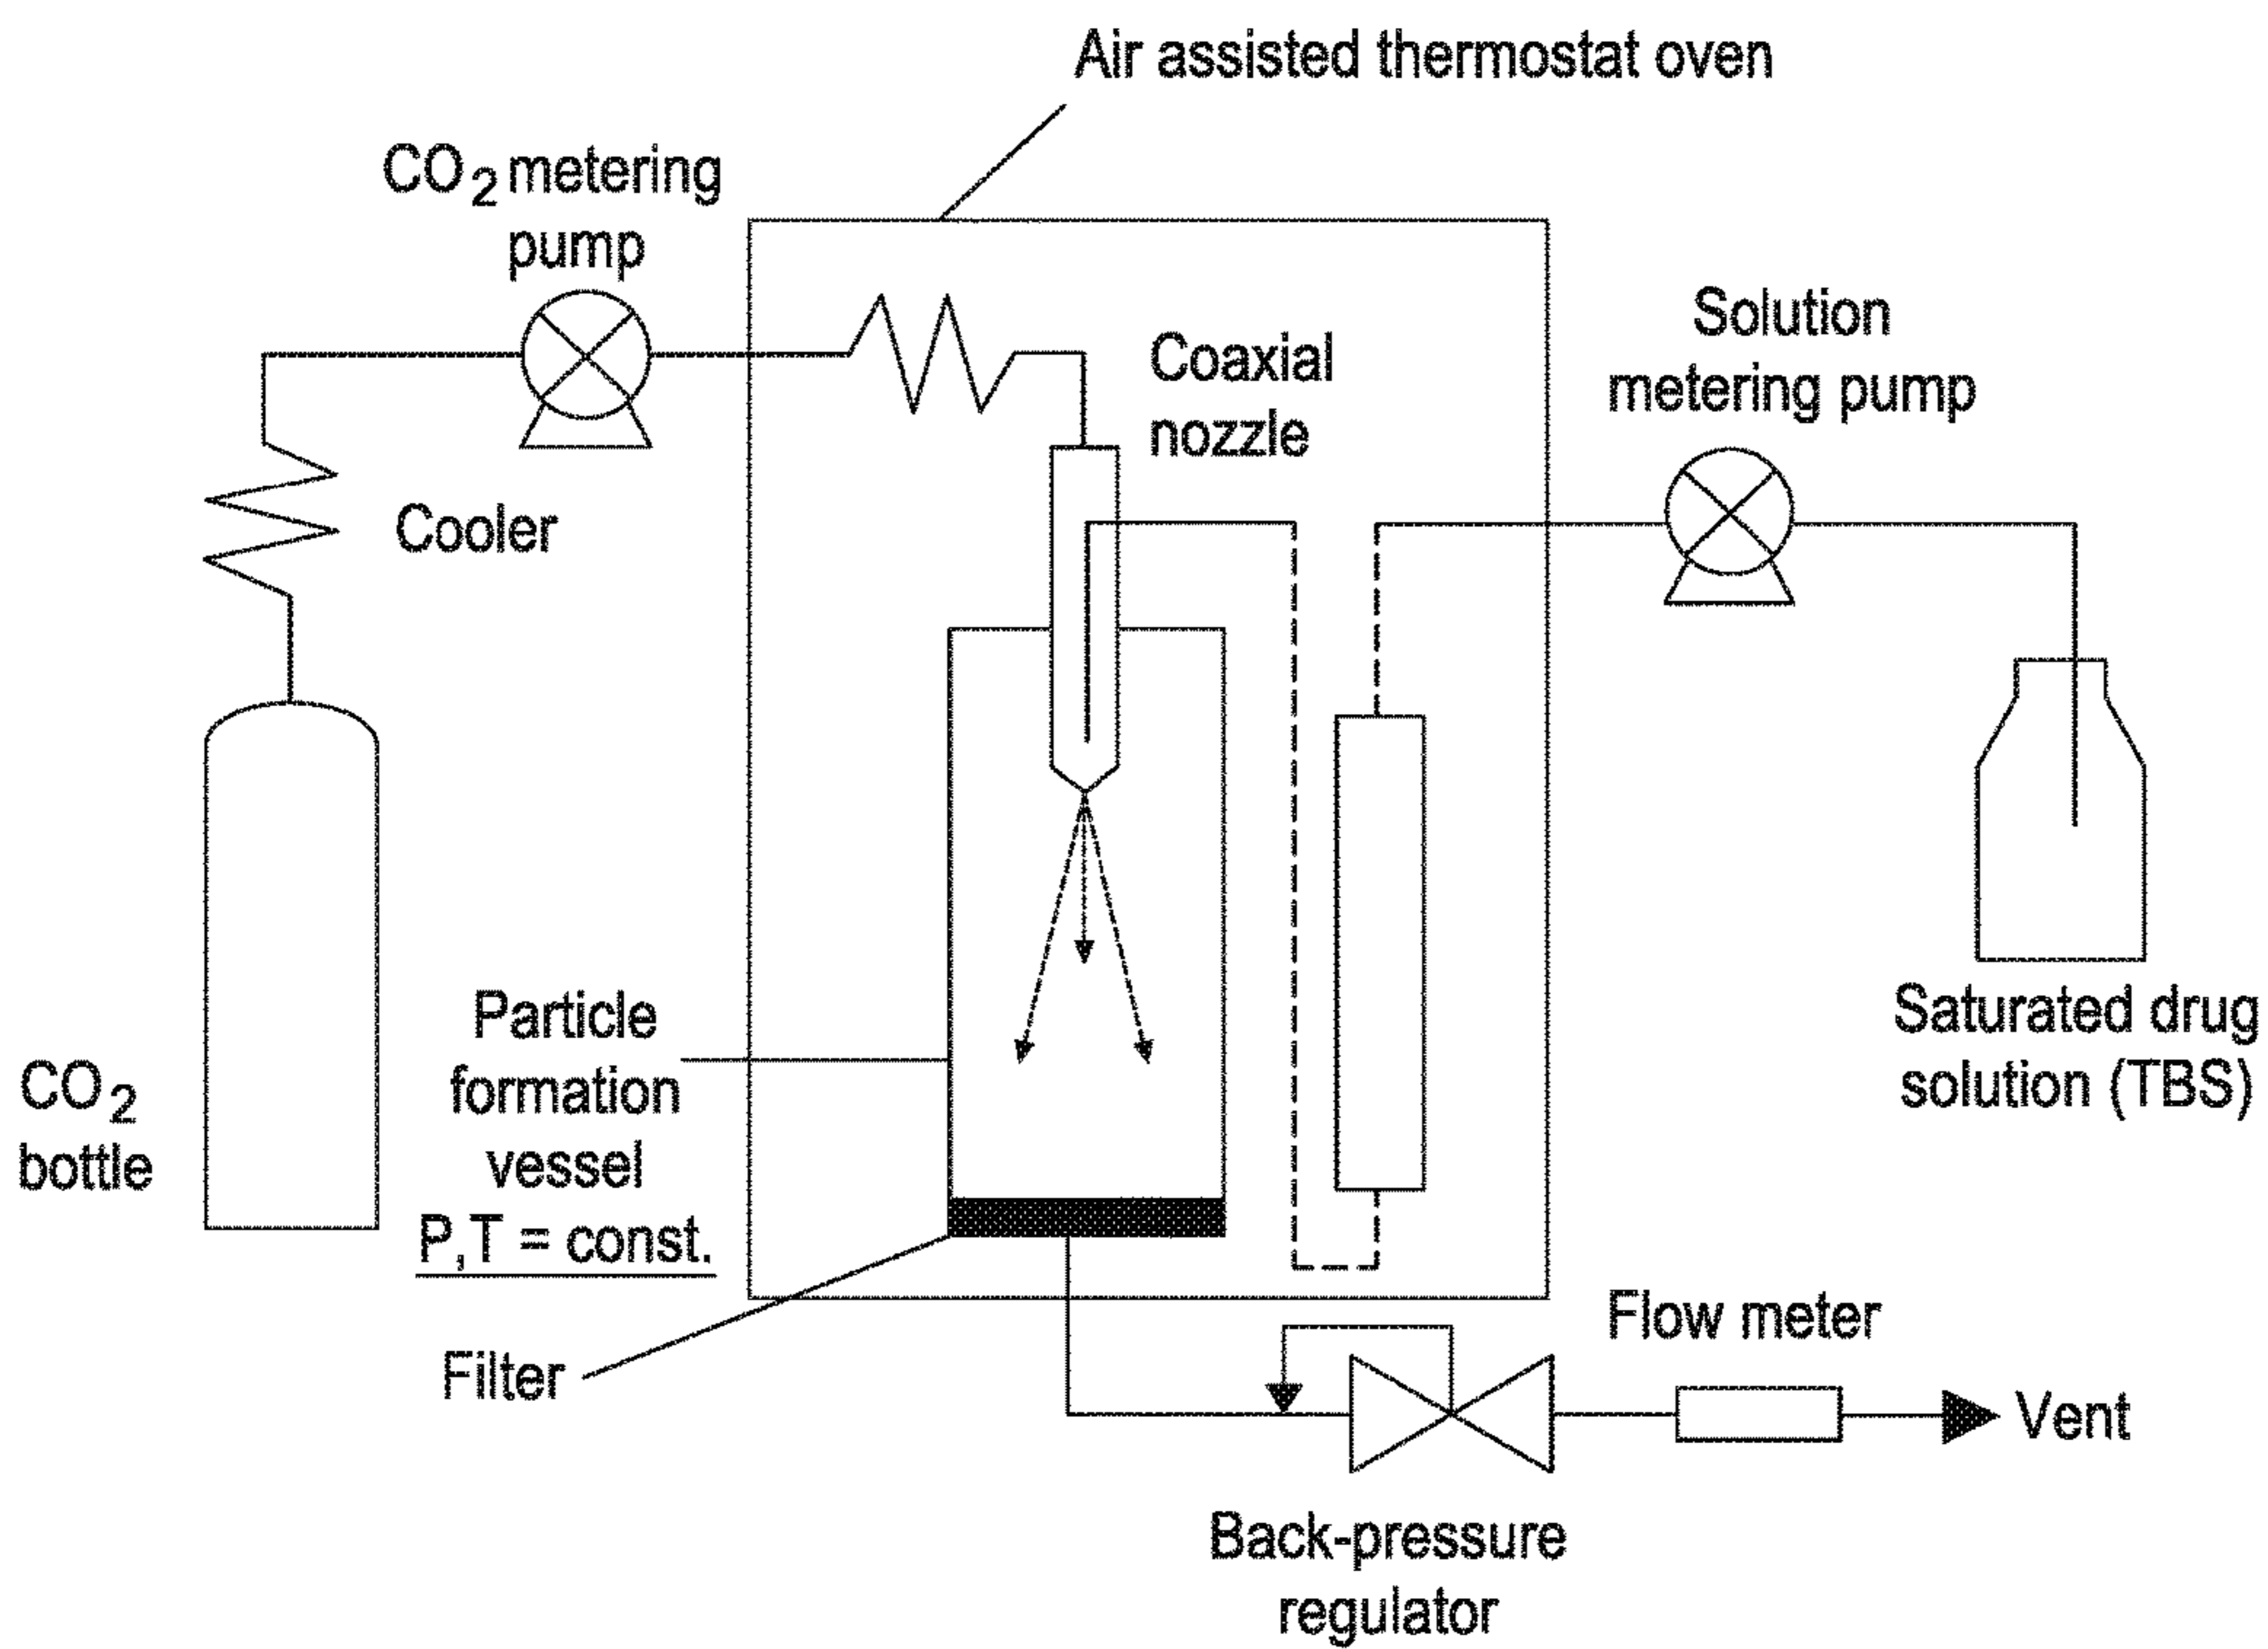 Air assisted thermostat oven
CO2 metering
pump
Solution
metering pump
Coaxial
nozzle
Cooler
Particle
formation
vessel
P,T = const.
CO2
bottle
Saturated drug
solution (TBS)
Filter
Flow meter
Vent
Back-pressure
regulator